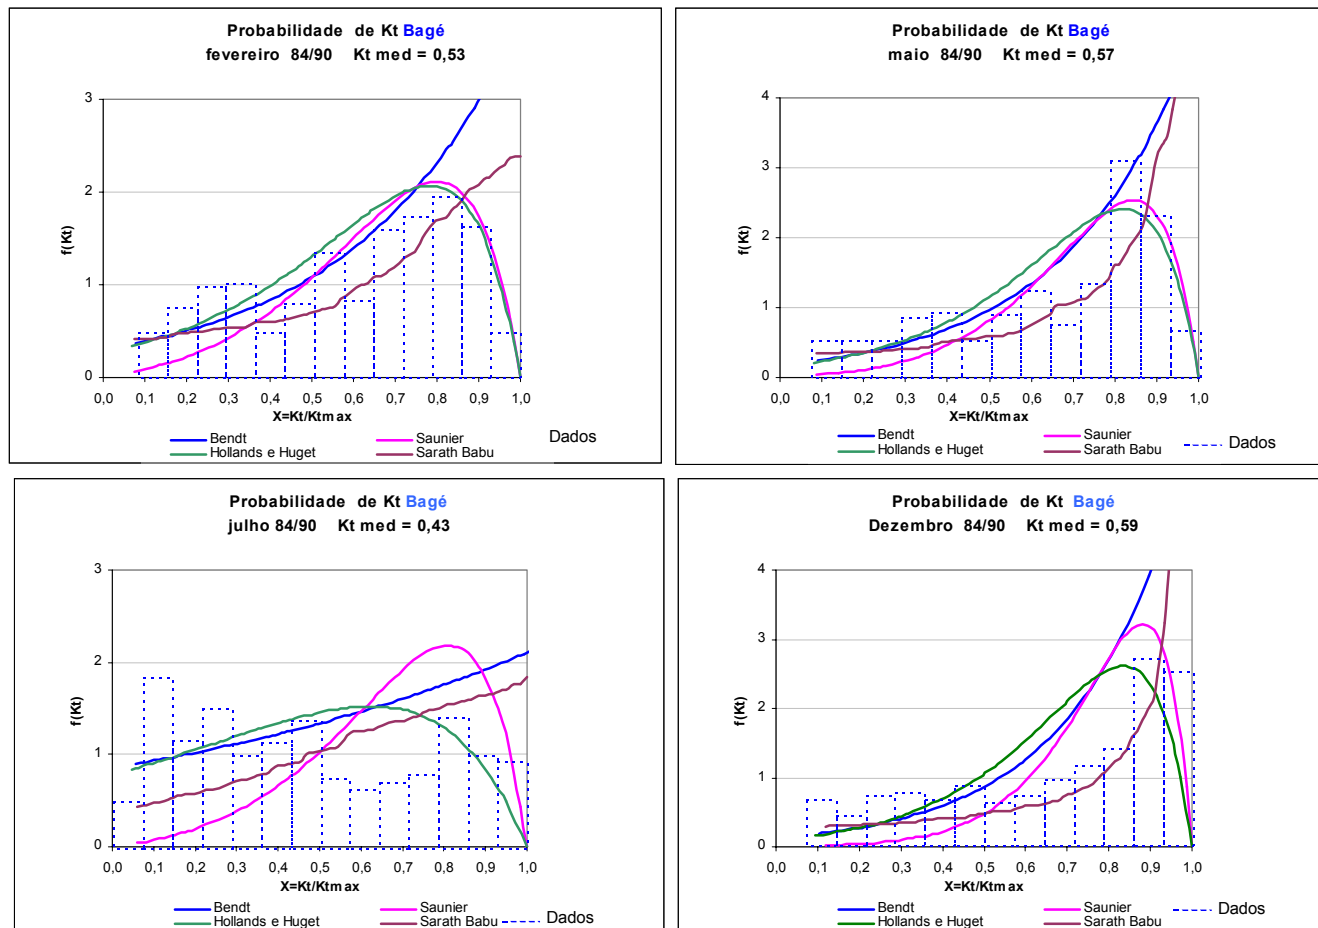 Probabilidade de Kt Bagé
fevereiro 84/90 Kt med = 0,53
3
2
1
0
f(Kt)
0,0 0,1 0,2 0,3 0,4 0,5 0,6 0,7 0,8 0,9 1,0
X=Kt/Ktmax
Bendt Saunier Dados
Hollands e Huget Sarath Babu
Probabilidade de Kt Bagé
maio 84/90 Kt med = 0,57
4
3
2
1
0
f(Kt)
0,0 0,1 0,2 0,3 0,4 0,5 0,6 0,7 0,8 0,9 1,0
X=Kt/Ktmax
Bendt Saunier
Hollands e Huget Sarath Babu Dados
Probabilidade de Kt Bagé
julho 84/90 Kt med = 0,43
3
2
1
0
f(Kt)
0,0 0,1 0,2 0,3 0,4 0,5 0,6 0,7 0,8 0,9 1,0
X=Kt/Ktmax
Bendt Saunier
Hollands e Huget Sarath Babu Dados
Probabilidade de Kt Bagé
Dezembro 84/90 Kt med = 0,59
4
3
2
1
0
f(Kt)
0,0 0,1 0,2 0,3 0,4 0,5 0,6 0,7 0,8 0,9 1,0
X=Kt/Ktmax
Bendt Saunier Dados
Hollands e Huget Sarath Babu